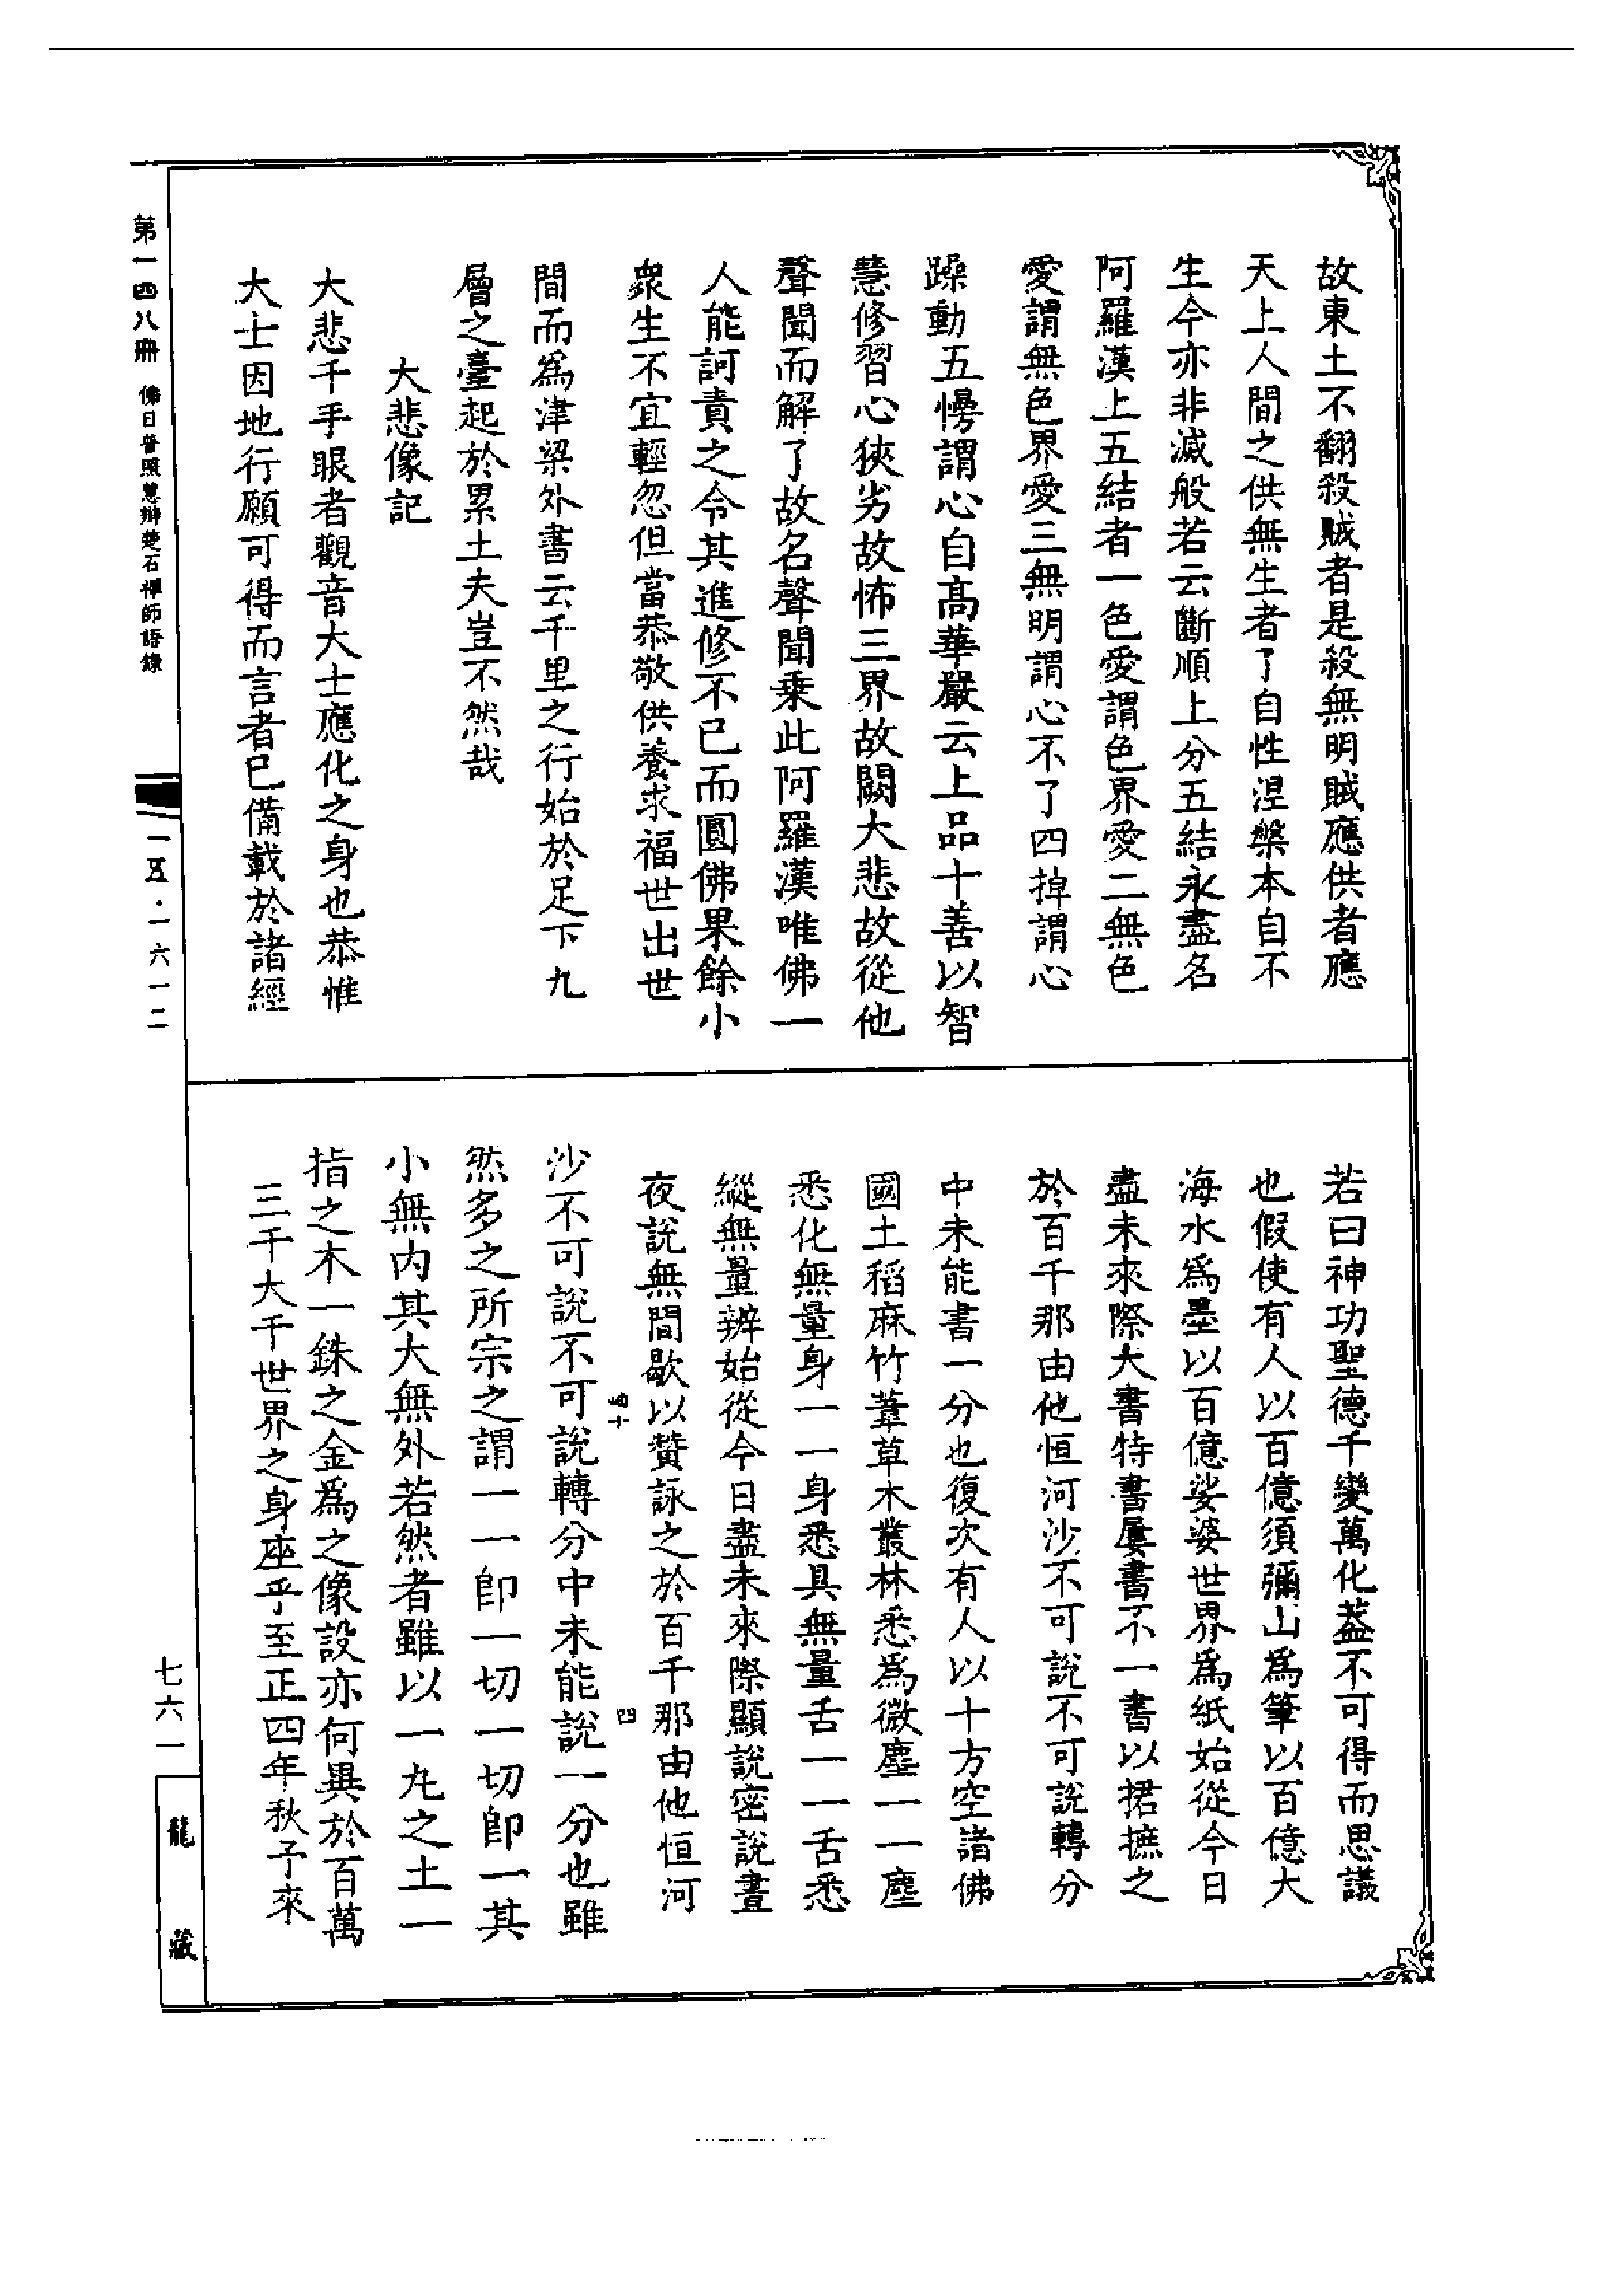 故東土不翻殺賊者是殺無明賊應供者應
天上人間之供無生者了自性涅槃本自不
生今亦非滅般若云斷順上分五結永盡名
阿羅漢上五結者一色愛謂色界愛二無色
愛謂無色界愛三無明謂心不了四掉謂心
躁動五慢謂心自高華嚴云上品十善以智
慧修習心狹劣故怖三界故闕大悲故從他
聲聞而解了故名聲聞乘此阿羅漢唯佛一
人能訶責之令其進修不已而圓佛果餘小
衆生不宜輕忽但當恭敬供養求福世出世
間而爲津梁外書云千里之行始於足下九
層之臺起於累土夫豈不然哉
大悲像記
大悲千手眼者觀音大士應化之身也恭惟
大士因地行願可得而言者已備載於諸經
若曰神功聖德千變萬化葢不可得而思議
也假使有人以百億須彌山爲筆以百億大
海水爲墨以百億娑婆世界爲紙始從今日
盡未來際大書特書屢書不一書以捃摭之
於百千那由他恒河沙不可說不可說轉分
中未能書一分也復次有人以十方空諸佛
國土稻麻竹葦草木叢林悉爲微塵一一塵
悉化無量身一一身悉具無量舌一一舌悉
縱無量辨始從今日盡未來際顯說密說晝
夜說無間歇以贊詠之於百千那由他恒河
沙不可說不可說轉分中未能說一分也雖
然多之所宗之謂一一卽一切一切卽一其
小無內其大無外若然者雖以一九之土一
指之木一銖之金爲之像設亦何異於百萬
三千大千世界之身座乎至正四年秋予來
十
四
第一四八冊 佛日普照慧辯楚石禪師語錄
一五·一六一二
七六一
龍藏